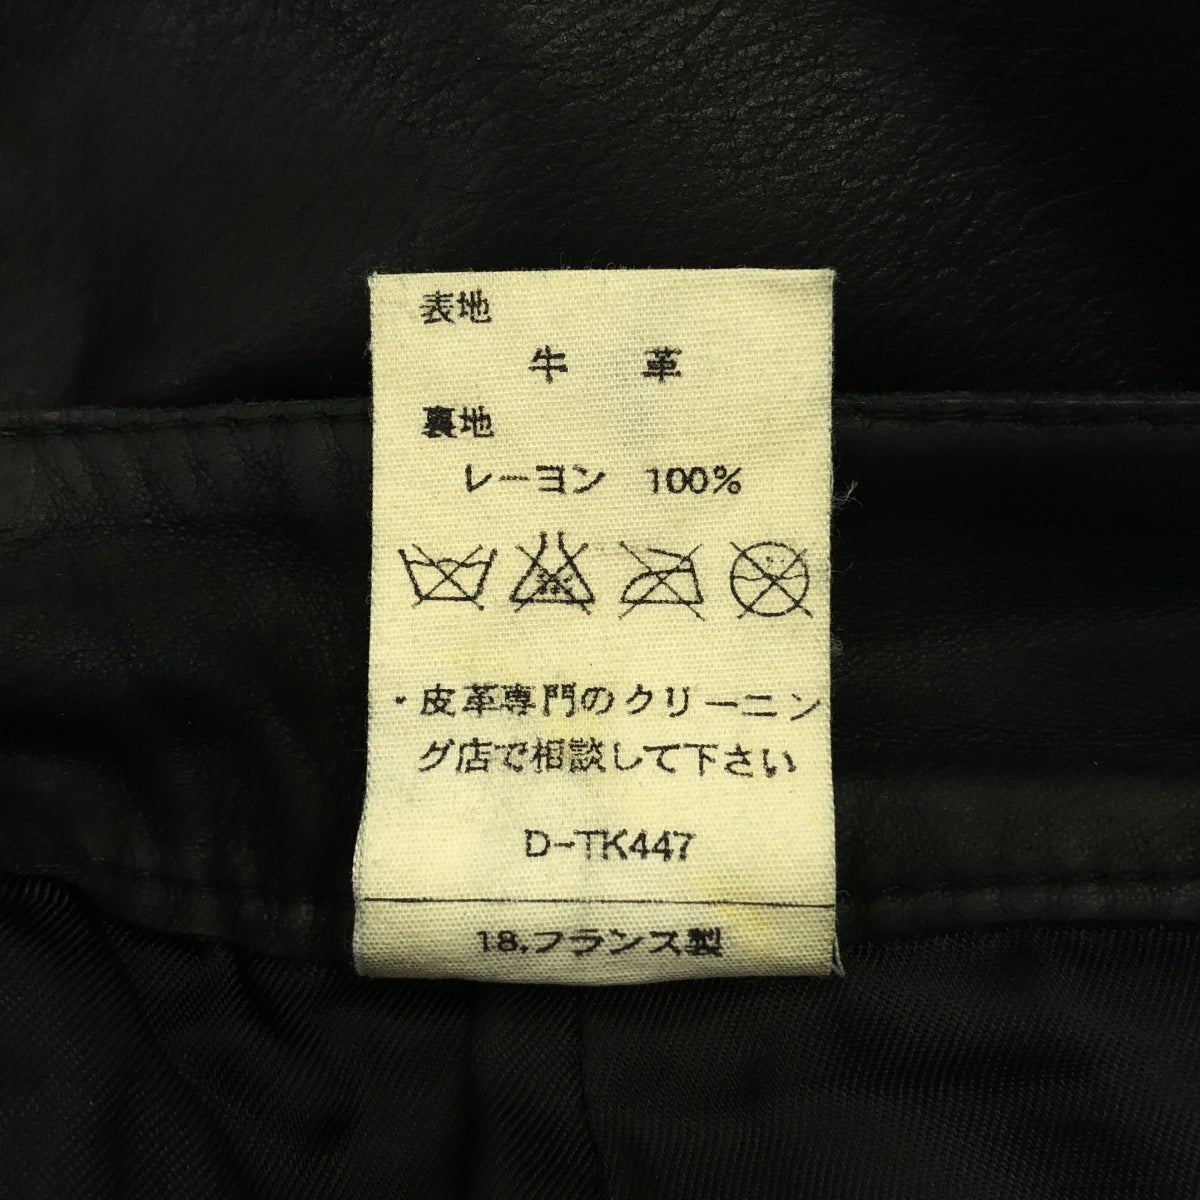 表地
牛 革
裏地
レーヨン 100%
・皮革専門のクリーニン
グ店で相談して下さい
D-TK447
18.フランス製